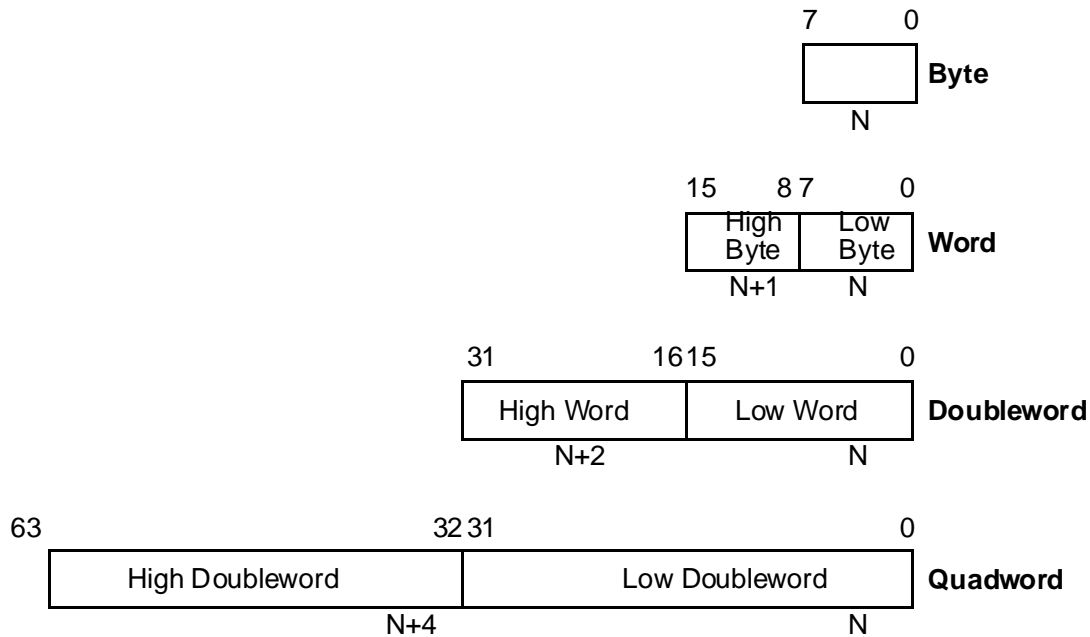 7 0
Byte
N
15 8 7 0
High Byte
Low Byte
Word
N+1 N
31 16 15 0
High Word Low Word Doubleword
N+2 N
63 32 31 0
High Doubleword Low Doubleword Quadword
N+4 N